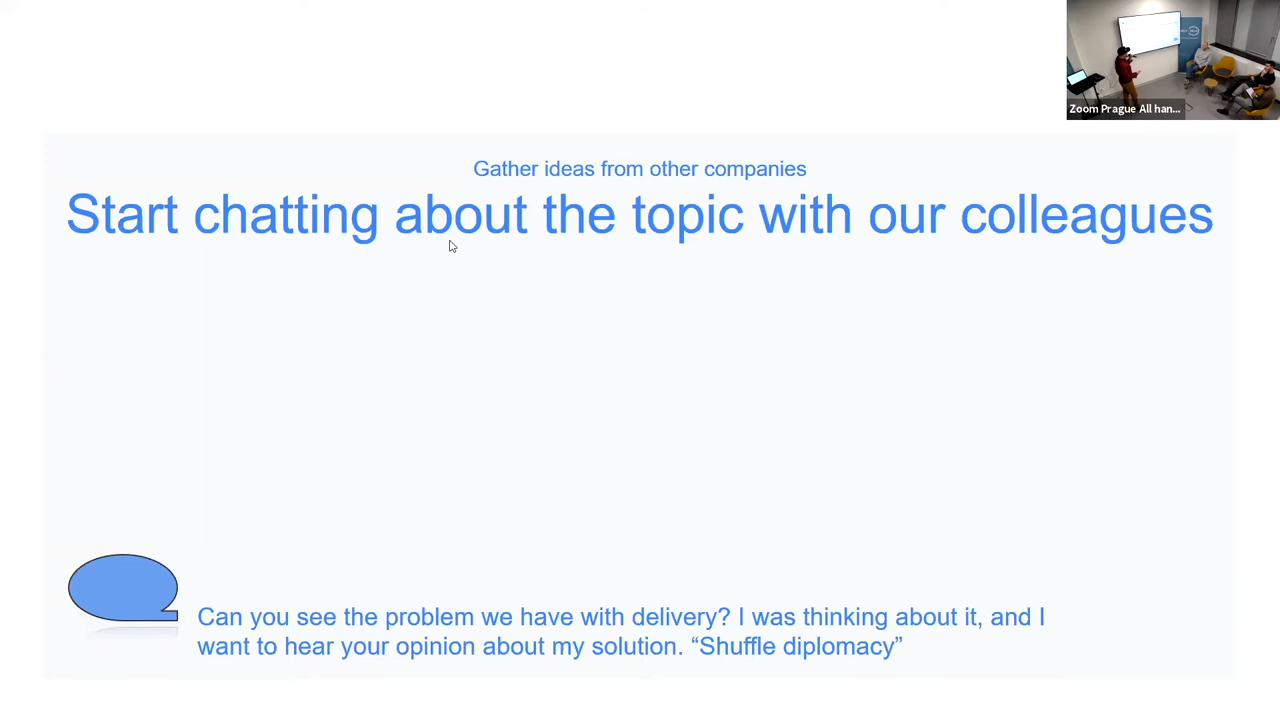 Zoom Prague All han...
Gather ideas from other companies
Start chatting about the topic with our colleagues
Can you see the problem we have with delivery? I was thinking about it, and I
want to hear your opinion about my solution. “Shuffle diplomacy”